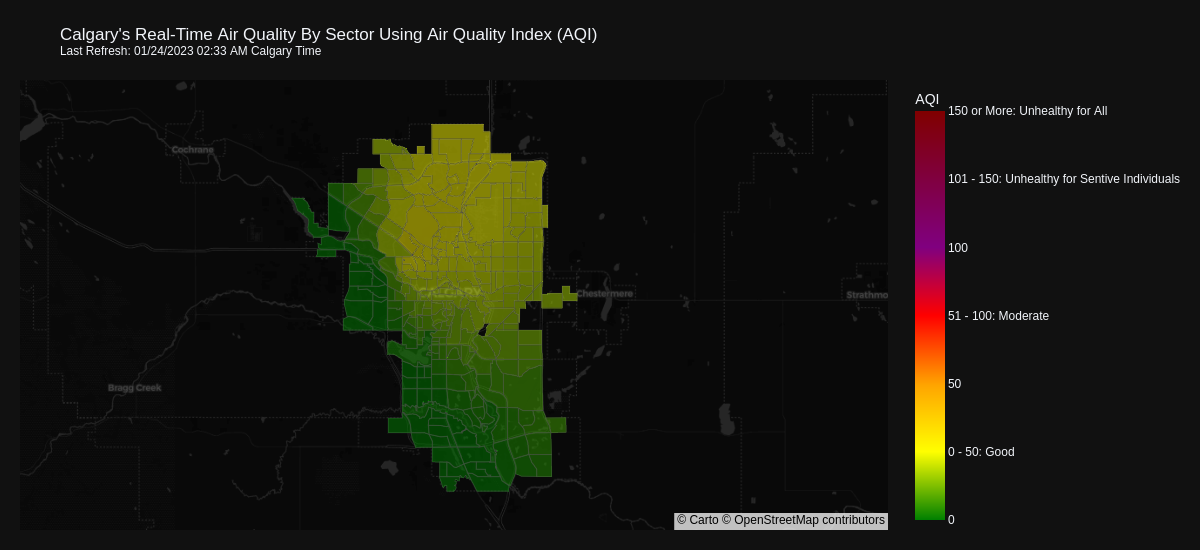 Calgary's Real-Time Air Quality By Sector Using Air Quality Index (AQI)
Last Refresh: 01/24/2023 02:33 AM Calgary Time
AQI
150 or More: Unhealthy for All
Cochrane
101 - 150: Unhealthy for Sentive Individuals
100
CALGARY
Chestermere
Strathmo
51 - 100: Moderate
Bragg Creek
50
0 - 50: Good
© Carto © OpenStreetMap contributors
0